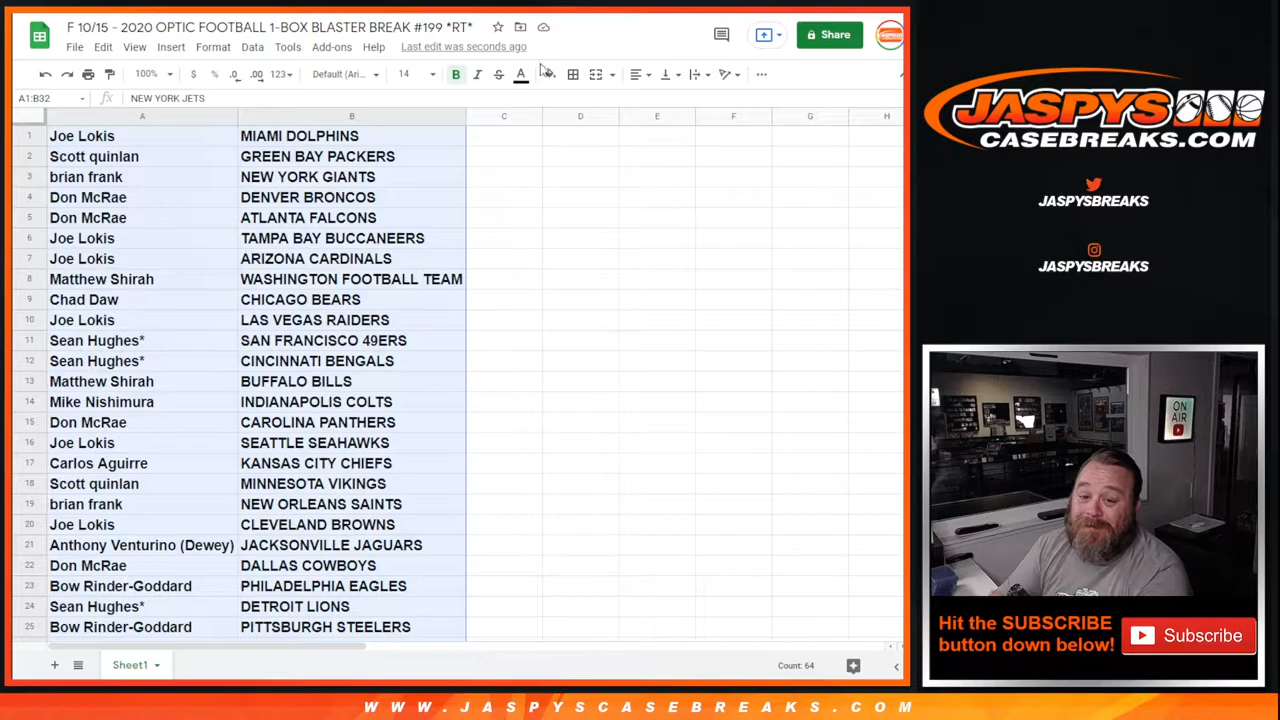 F 10/15 - 2020 OPTIC FOOTBALL 1-BOX BLASTER BREAK #199 *RT*
File Edit View Insert Format Data Tools Add-ons Help Last edit was seconds ago
Share
100% $ % .0 .00 123 Default (Ari... 14 B I S A
A1:B32 fx NEW YORK JETS
A B C D E F G H
1 Joe Lokis MIAMI DOLPHINS
2 Scott quinlan GREEN BAY PACKERS
3 brian frank NEW YORK GIANTS
4 Don McRae DENVER BRONCOS
5 Don McRae ATLANTA FALCONS
6 Joe Lokis TAMPA BAY BUCCANEERS
7 Joe Lokis ARIZONA CARDINALS
8 Matthew Shirah WASHINGTON FOOTBALL TEAM
9 Chad Daw CHICAGO BEARS
10 Joe Lokis LAS VEGAS RAIDERS
11 Sean Hughes* SAN FRANCISCO 49ERS
12 Sean Hughes* CINCINNATI BENGALS
13 Matthew Shirah BUFFALO BILLS
14 Mike Nishimura INDIANAPOLIS COLTS
15 Don McRae CAROLINA PANTHERS
16 Joe Lokis SEATTLE SEAHAWKS
17 Carlos Aguirre KANSAS CITY CHIEFS
18 Scott quinlan MINNESOTA VIKINGS
19 brian frank NEW ORLEANS SAINTS
20 Joe Lokis CLEVELAND BROWNS
21 Anthony Venturino (Dewey) JACKSONVILLE JAGUARS
22 Don McRae DALLAS COWBOYS
23 Bow Rinder-Goddard PHILADELPHIA EAGLES
24 Sean Hughes* DETROIT LIONS
25 Bow Rinder-Goddard PITTSBURGH STEELERS
Sheet1
Count: 64
JASPYS
CASEBREAKS.COM
JASPYSBREAKS
JASPYSBREAKS
ON
AIR
Hit the SUBSCRIBE
button down below!
Subscribe
WWW.JASPYSCASEBREAKS.COM